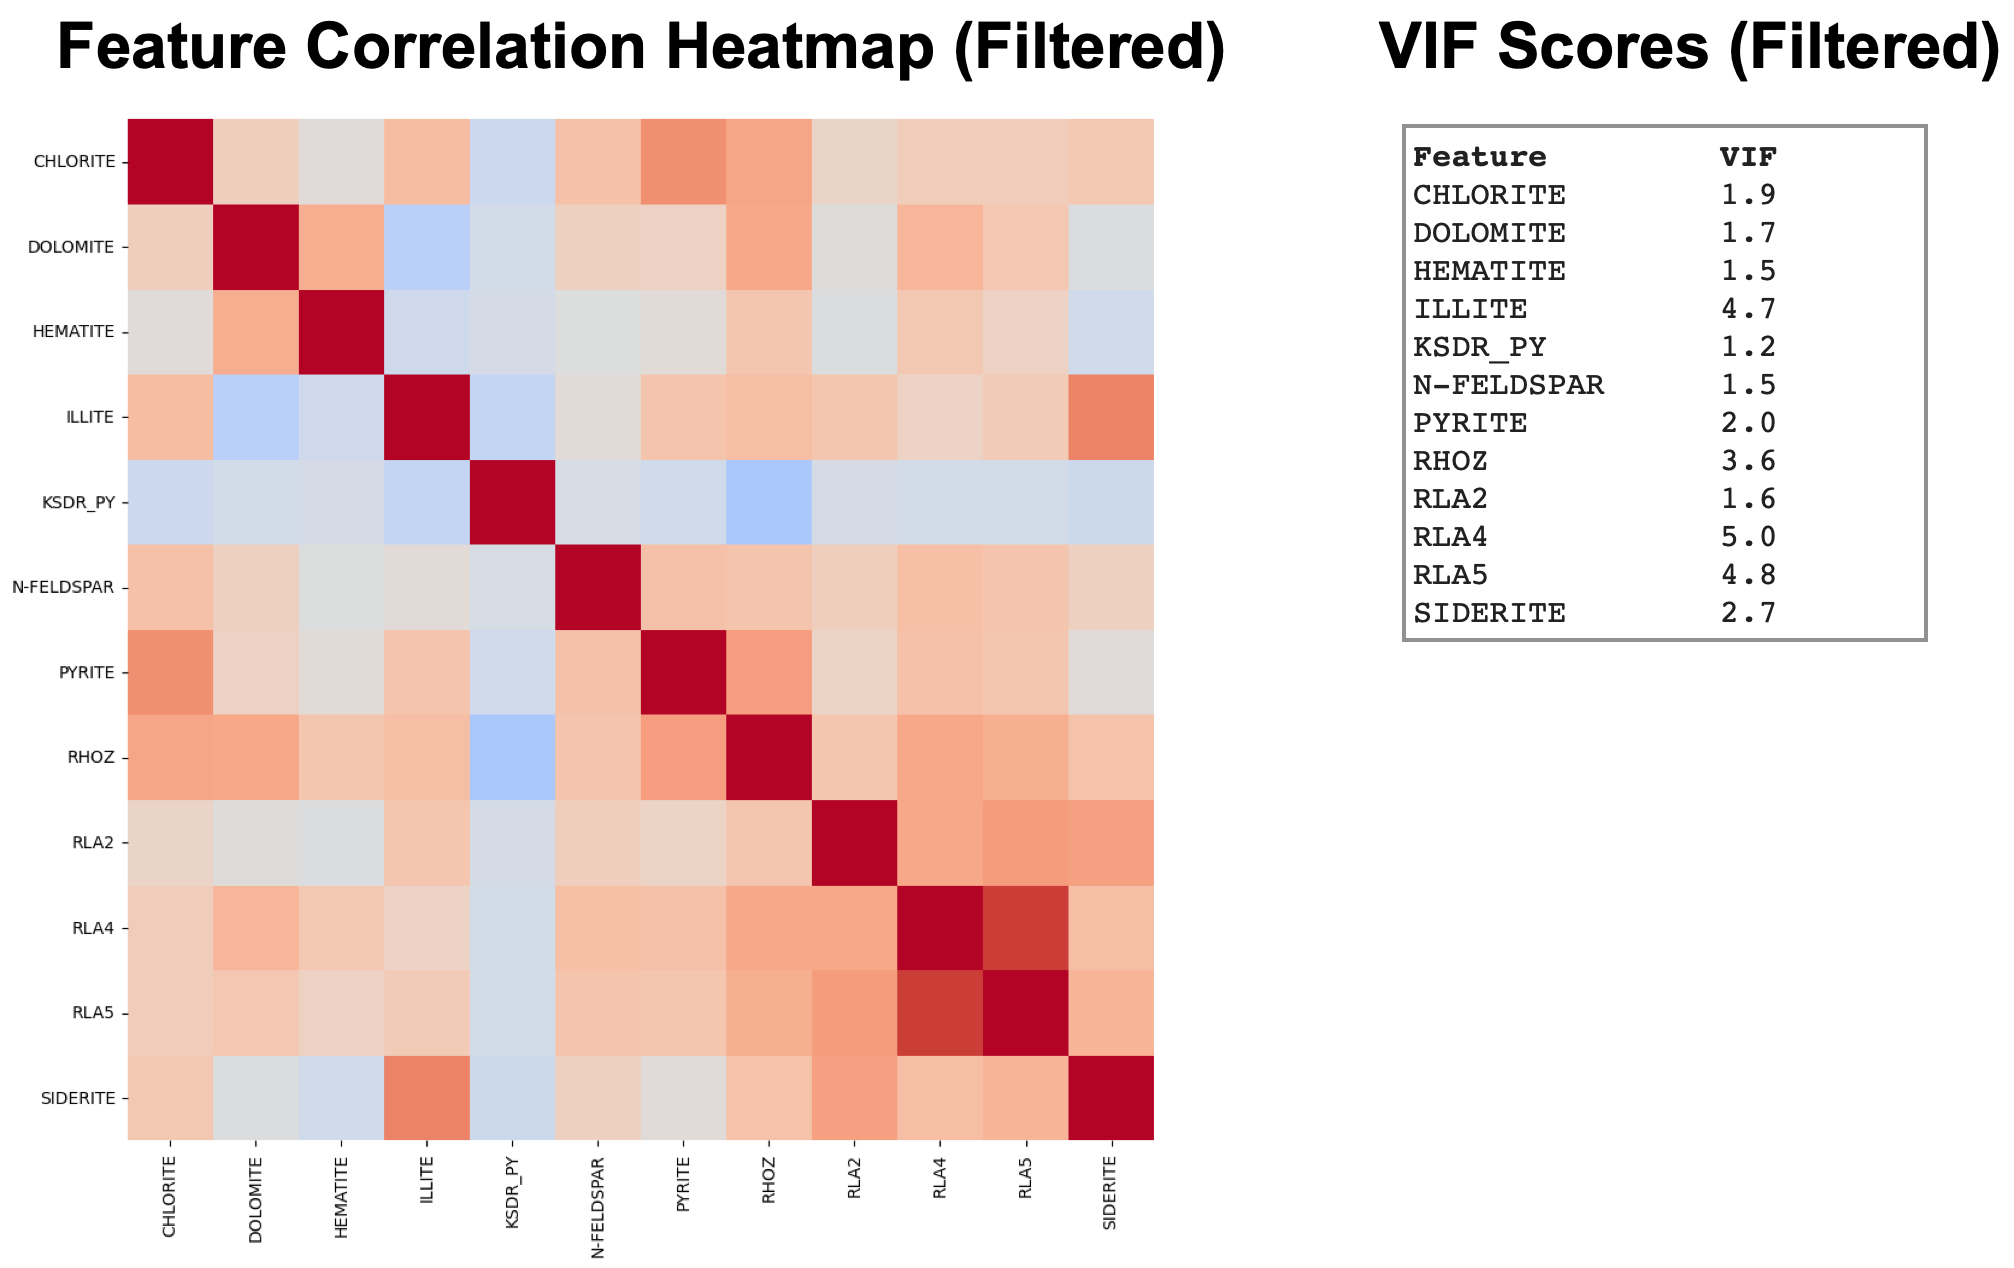 Feature Correlation Heatmap (Filtered)
CHLORITE
DOLOMITE
HEMATITE
ILLITE
KSDR_PY
N-FELDSPAR
PYRITE
RHOZ
RLA2
RLA4
RLA5
SIDERITE
CHLORITE
DOLOMITE
HEMATITE
ILLITE
KSDR_PY
N-FELDSPAR
PYRITE
RHOZ
RLA2
RLA4
RLA5
SIDERITE
VIF Scores (Filtered)
Feature VIF
CHLORITE 1.9
DOLOMITE 1.7
HEMATITE 1.5
ILLITE 4.7
KSDR_PY 1.2
N-FELDSPAR 1.5
PYRITE 2.0
RHOZ 3.6
RLA2 1.6
RLA4 5.0
RLA5 4.8
SIDERITE 2.7